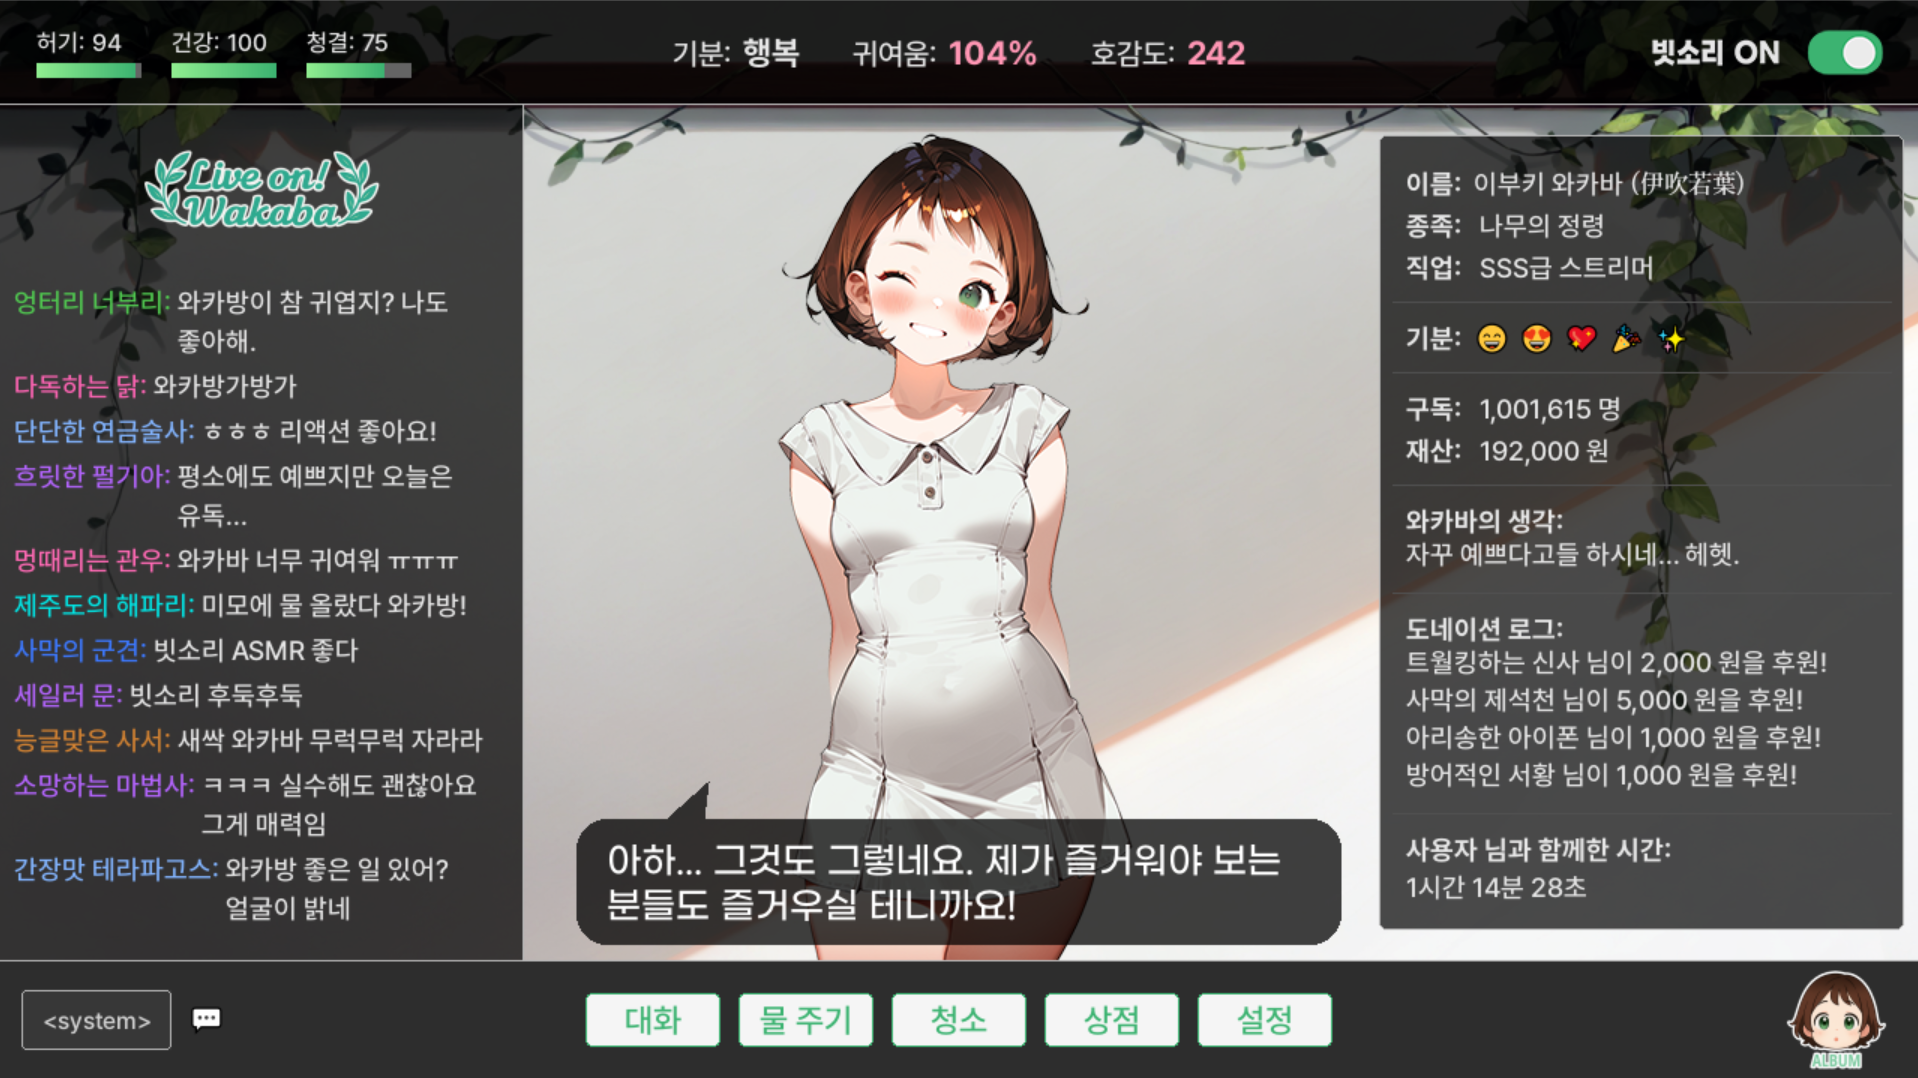 허기: 94
건강: 100
청결: 75
기분: 행복
귀여움: 104%
호감도: 242
빗소리 ON
Live on!
Wakaba
엉터리 너부리: 와카방이 참 귀엽지? 나도
좋아해.
다독하는 닭: 와카방가방가
단단한 연금술사: ㅎㅎㅎ 리액션 좋아요!
흐릿한 펄기아: 평소에도 예쁘지만 오늘은
유독...
멍때리는 관우: 와카바 너무 귀여워 ㅠㅠㅠ
제주도의 해파리: 미모에 물 올랐다 와카방!
사막의 군견: 빗소리 ASMR 좋다
세일러 문: 빗소리 후둑후둑
능글맞은 사서: 새싹 와카바 무럭무럭 자라라
소망하는 마법사: ㅋㅋㅋ 실수해도 괜찮아요
그게 매력임
간장맛 테라파고스: 와카방 좋은 일 있어?
얼굴이 밝네
아하... 그것도 그렇네요. 제가 즐거워야 보는
분들도 즐거우실 테니까요!
이름: 이부키 와카바 (伊吹若葉)
종족: 나무의 정령
직업: SSS급 스트리머
기분: 😄 😍 💖 🎉 ✨
구독: 1,001,615 명
재산: 192,000 원
와카바의 생각:
자꾸 예쁘다고들 하시네... 헤헷.
도네이션 로그:
트월킹하는 신사 님이 2,000 원을 후원!
사막의 제석천 님이 5,000 원을 후원!
아리송한 아이폰 님이 1,000 원을 후원!
방어적인 서황 님이 1,000 원을 후원!
사용자 님과 함께한 시간:
1시간 14분 28초
<system>
대화
물 주기
청소
상점
설정
ALBUM